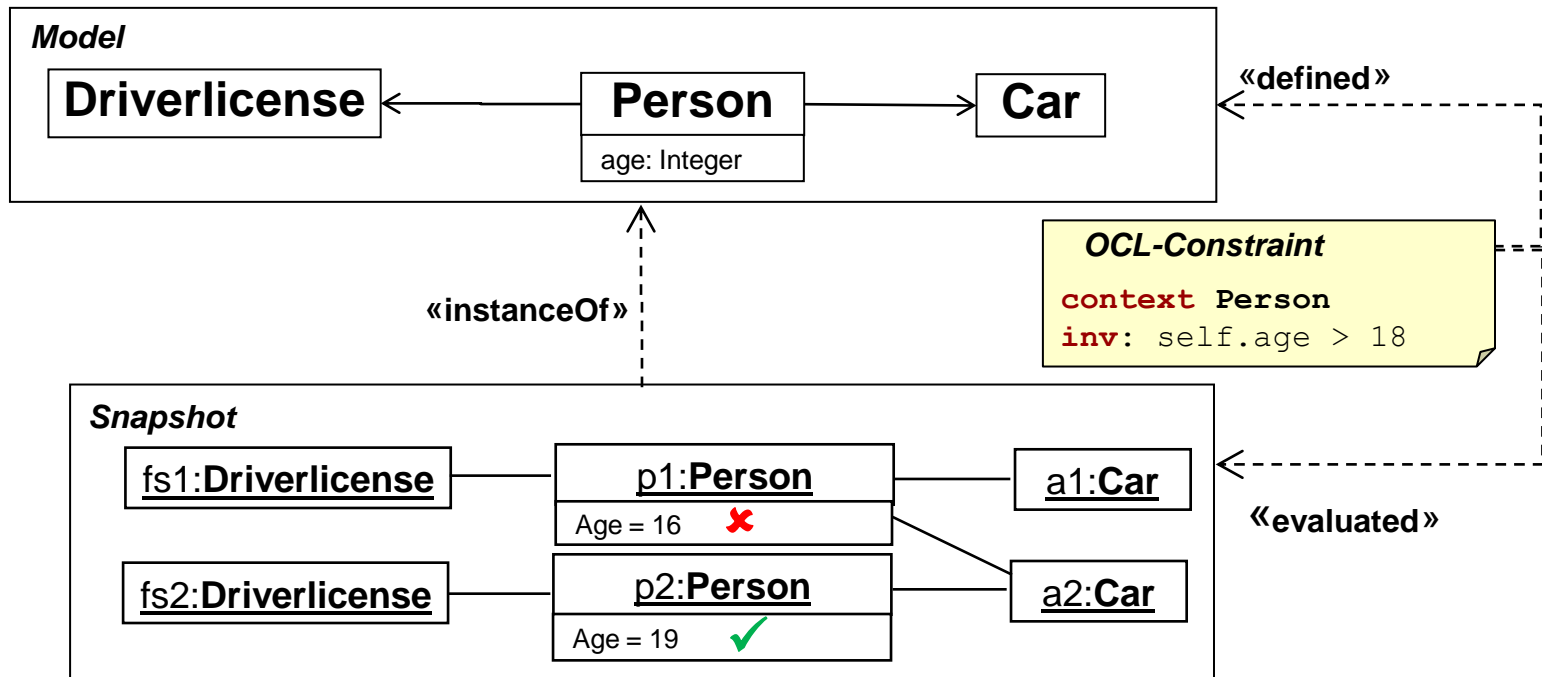 Model
Driverlicense
Person
Car
age: Integer
«defined»
OCL-Constraint
context Person
inv: self.age > 18
«instanceOf»
Snapshot
fs1:Driverlicense
p1:Person
a1:Car
Age = 16
«evaluated»
fs2:Driverlicense
p2:Person
a2:Car
Age = 19